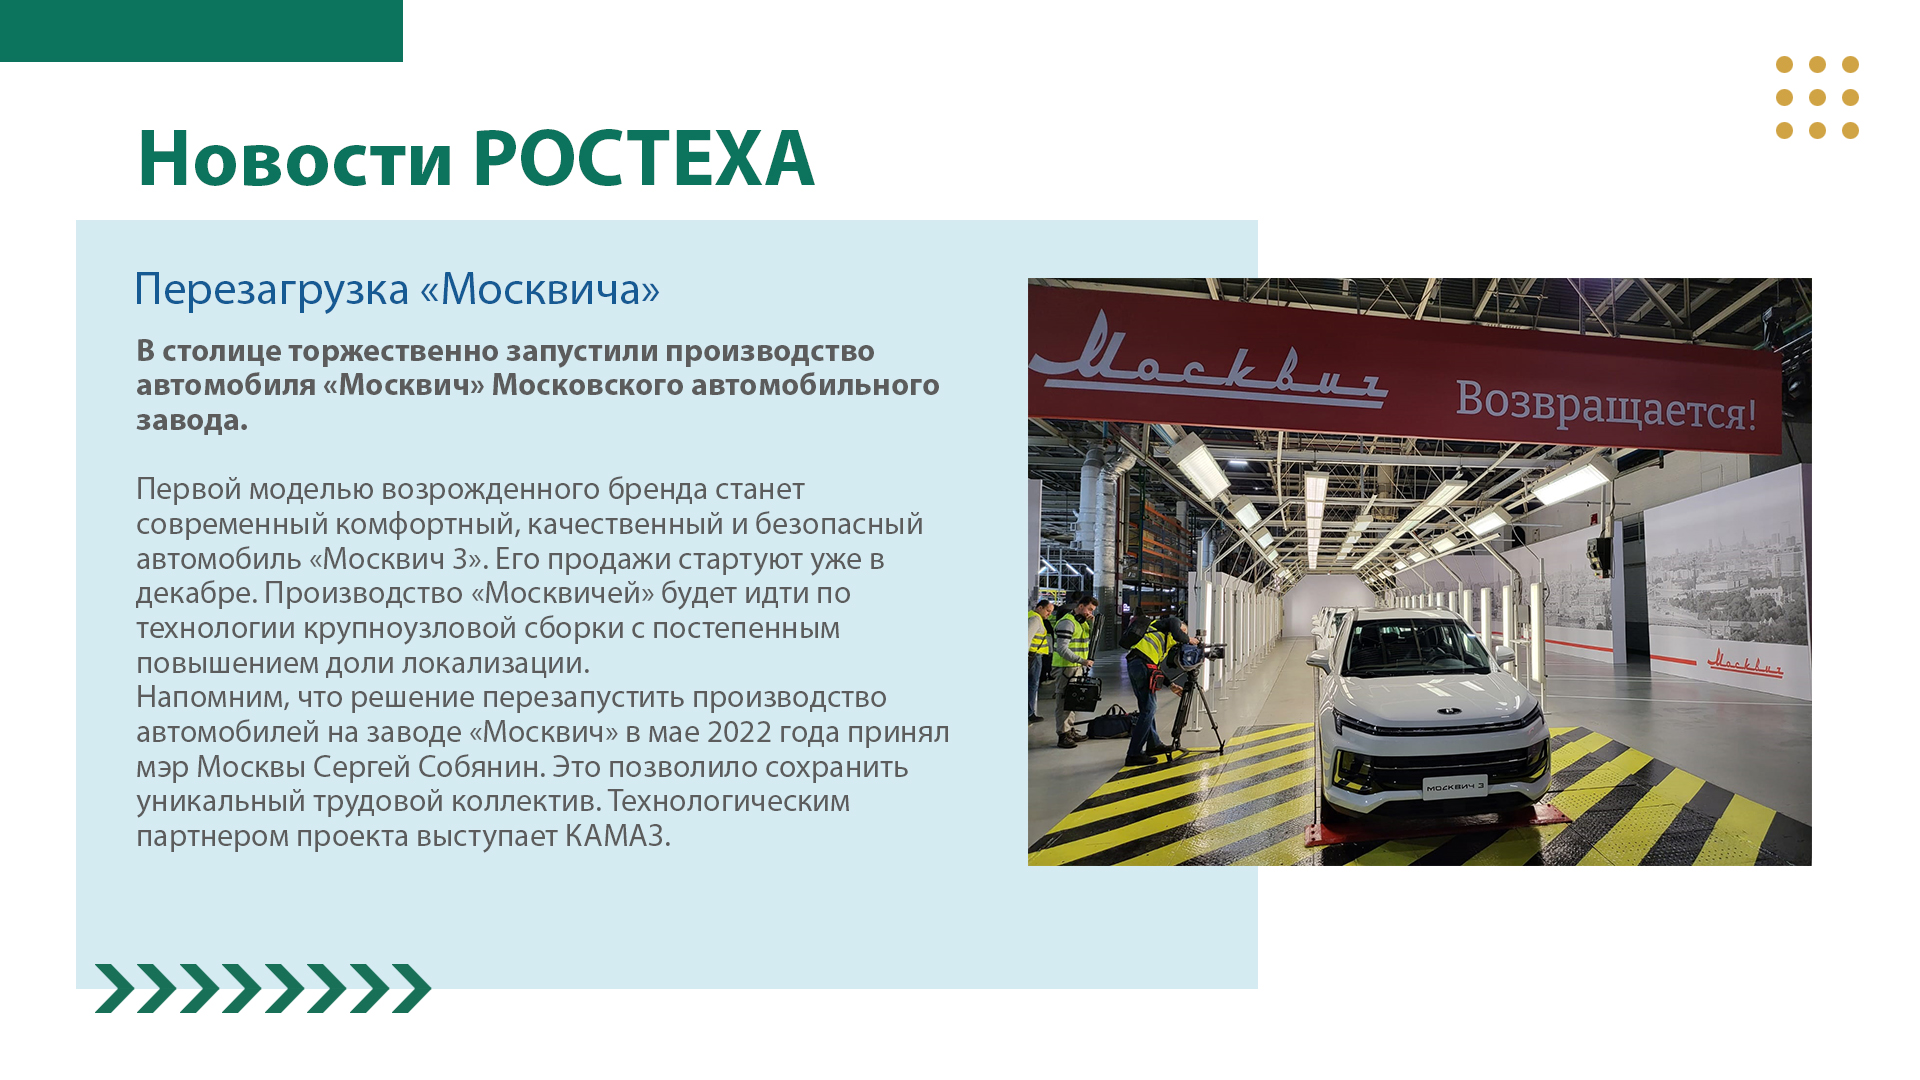 Новости РОСТЕХА
Перезагрузка «Москвича»
В столице торжественно запустили производство
автомобиля «Москвич» Московского автомобильного
завода.
Первой моделью возрожденного бренда станет
современный комфортный, качественный и безопасный
автомобиль «Москвич 3». Его продажи стартуют уже в
декабре. Производство «Москвичей» будет идти по
технологии крупноузловой сборки с постепенным
повышением доли локализации.
Напомним, что решение перезапустить производство
автомобилей на заводе «Москвич» в мае 2022 года принял
мэр Москвы Сергей Собянин. Это позволило сохранить
уникальный трудовой коллектив. Технологическим
партнером проекта выступает КАМАЗ.
Москвич Возвращается!
Москвич
МОСКВИЧ 3